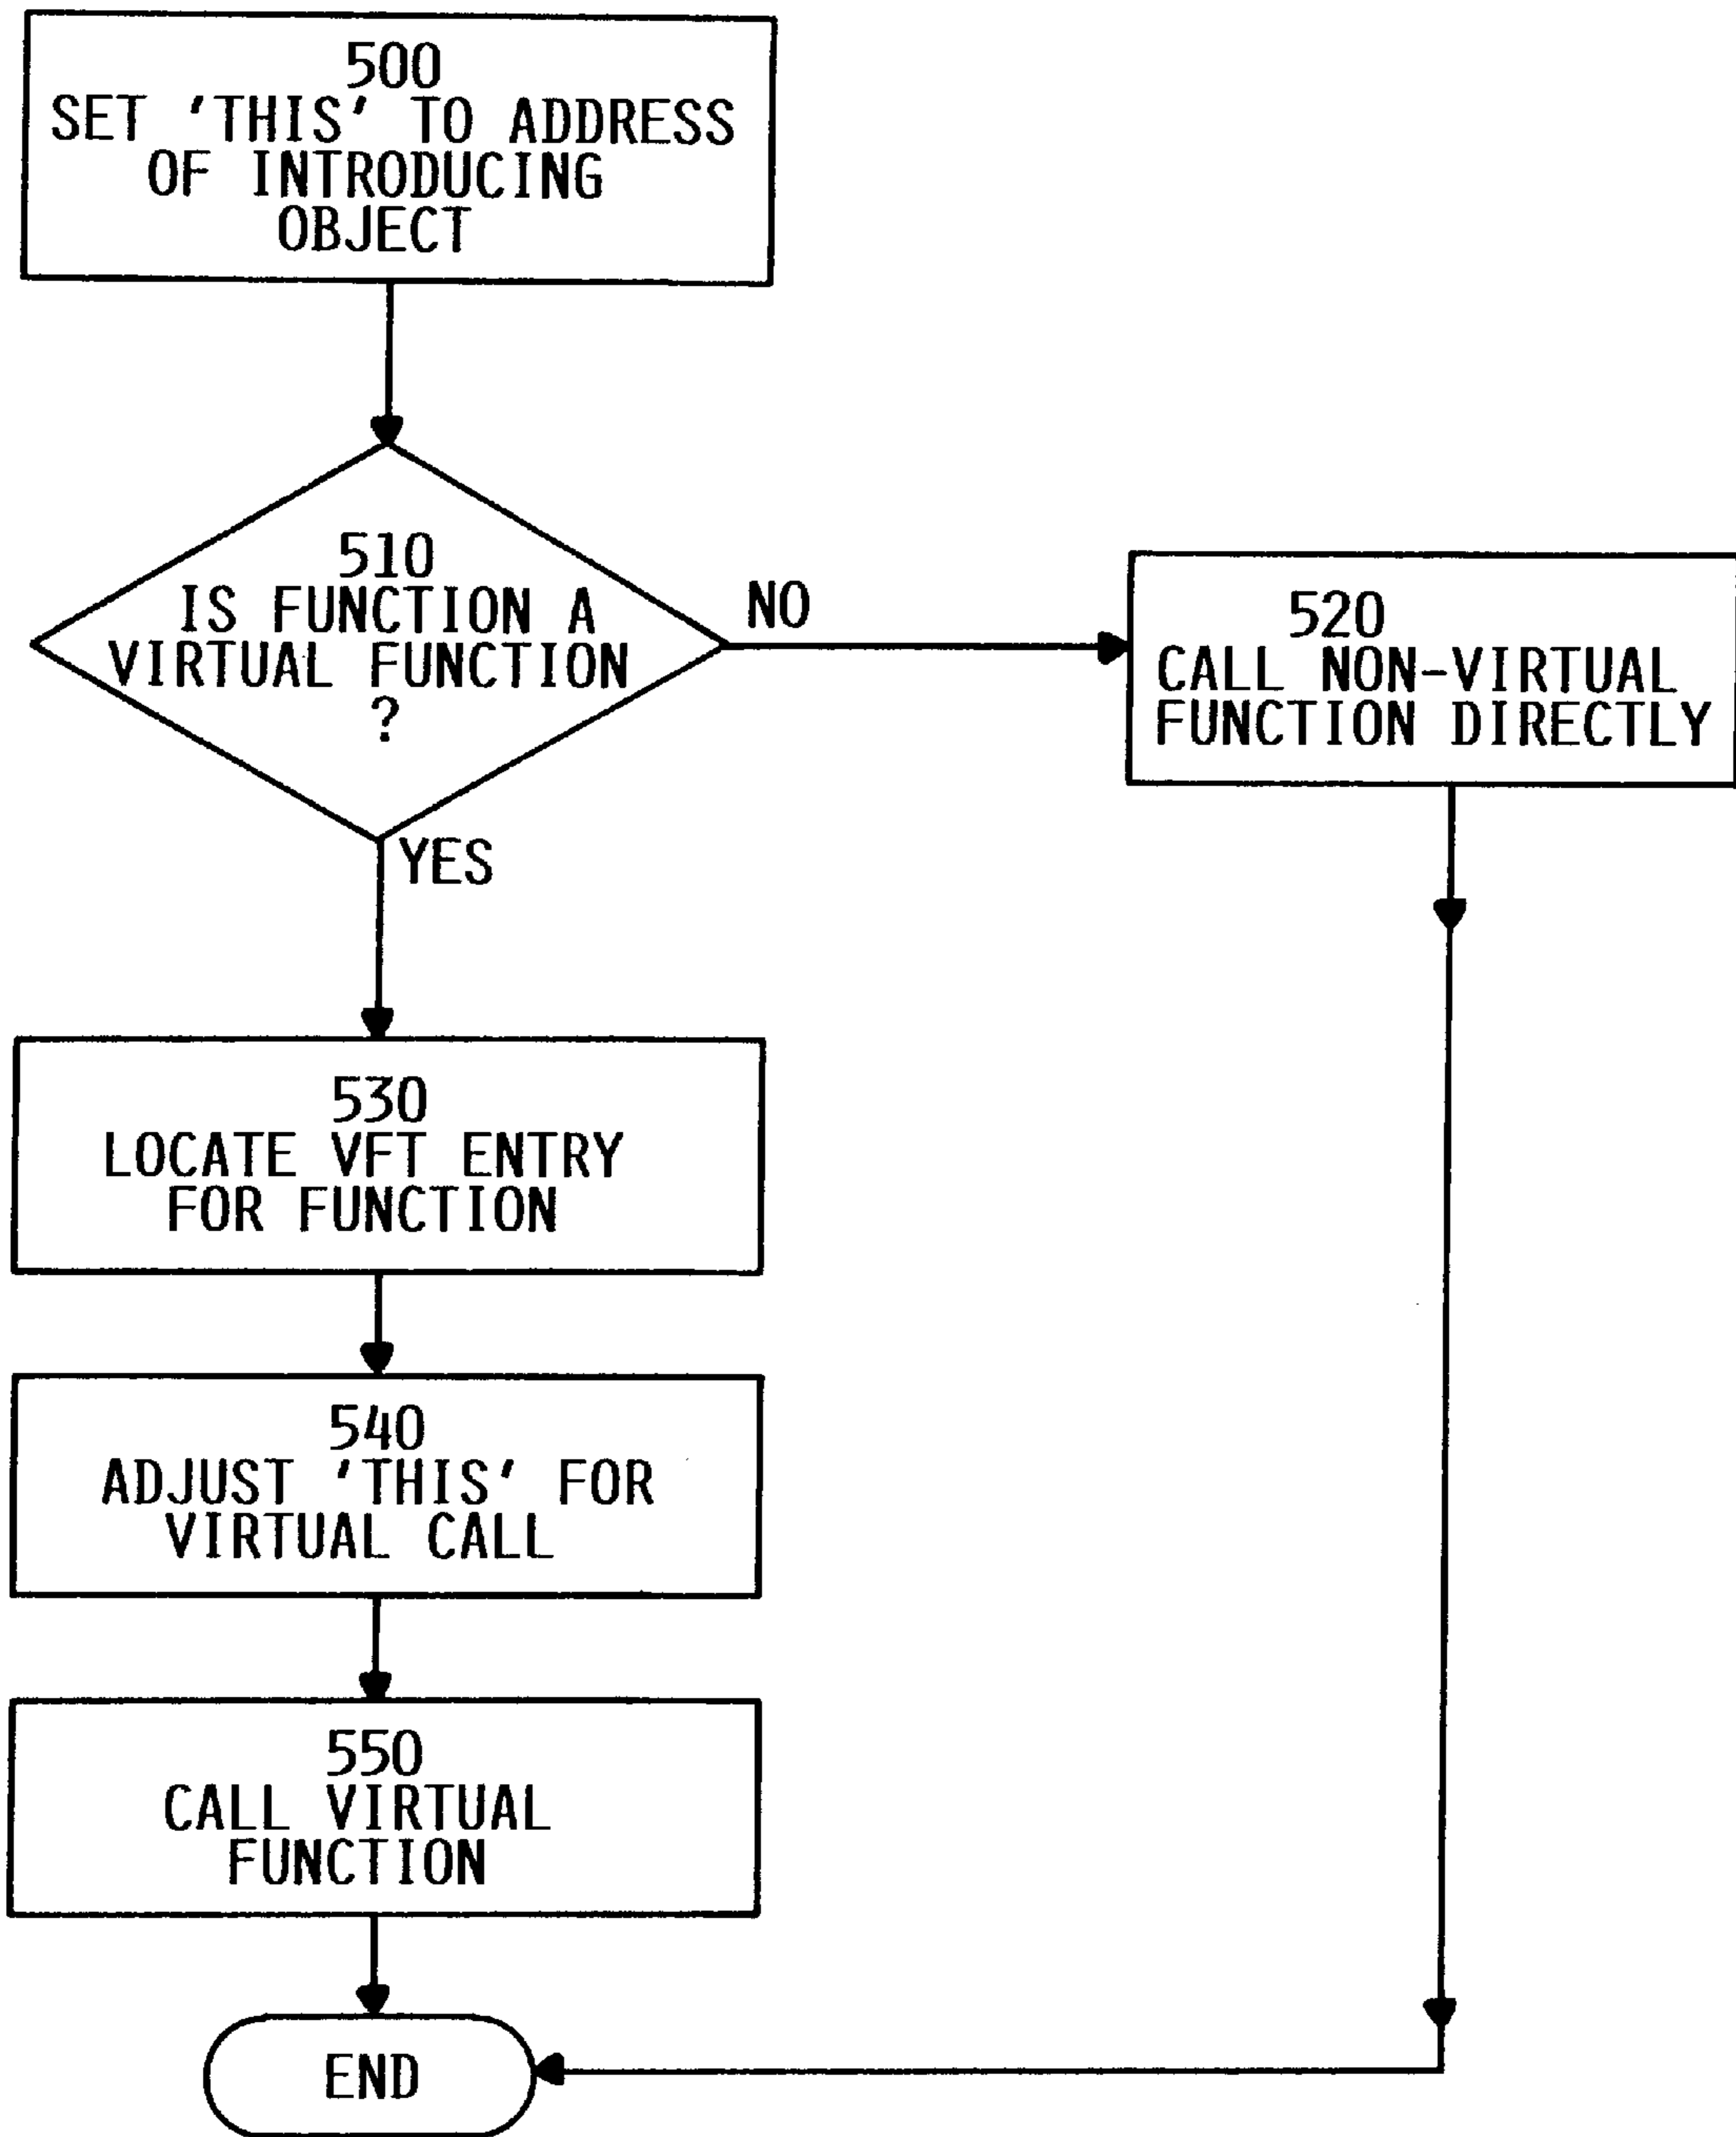 500
SET 'THIS' TO ADDRESS
OF INTRODUCING
OBJECT
510
IS FUNCTION A
VIRTUAL FUNCTION
?
NO
520
CALL NON-VIRTUAL
FUNCTION DIRECTLY
YES
530
LOCATE VFT ENTRY
FOR FUNCTION
540
ADJUST 'THIS' FOR
VIRTUAL CALL
550
CALL VIRTUAL
FUNCTION
END